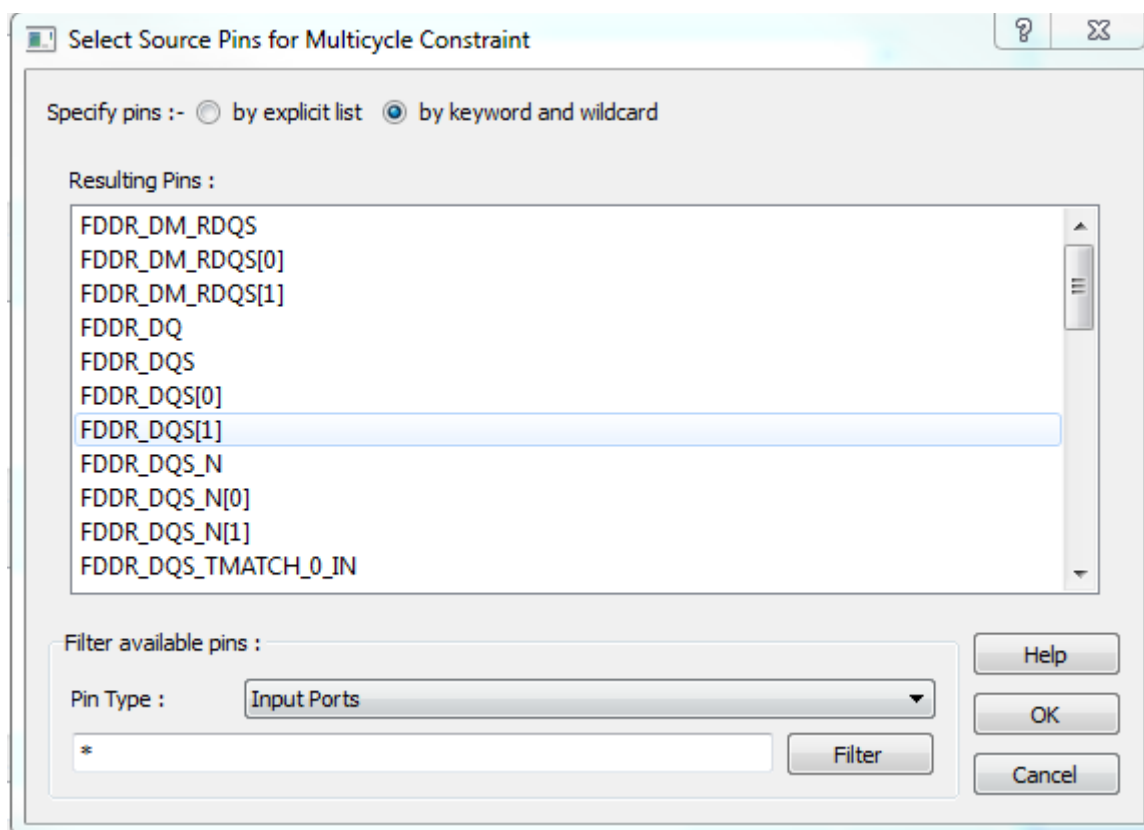 Select Source Pins for Multicycle Constraint
Specify pins :- by explicit list by keyword and wildcard
Resulting Pins :
FDDR_DM_RDQS
FDDR_DM_RDQS[0]
FDDR_DM_RDQS[1]
FDDR_DQ
FDDR_DQS
FDDR_DQS[0]
FDDR_DQS[1]
FDDR_DQS_N
FDDR_DQS_N[0]
FDDR_DQS_N[1]
FDDR_DQS_TMATCH_0_IN
Filter available pins :
Pin Type : Input Ports
*
Filter
Help
OK
Cancel